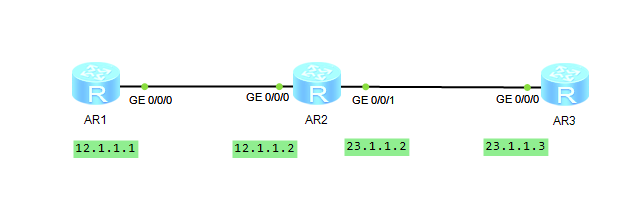 R
R
R
GE 0/0/0
GE 0/0/0
GE 0/0/1
GE 0/0/0
AR1
AR2
AR3
12.1.1.1
12.1.1.2
23.1.1.2
23.1.1.3